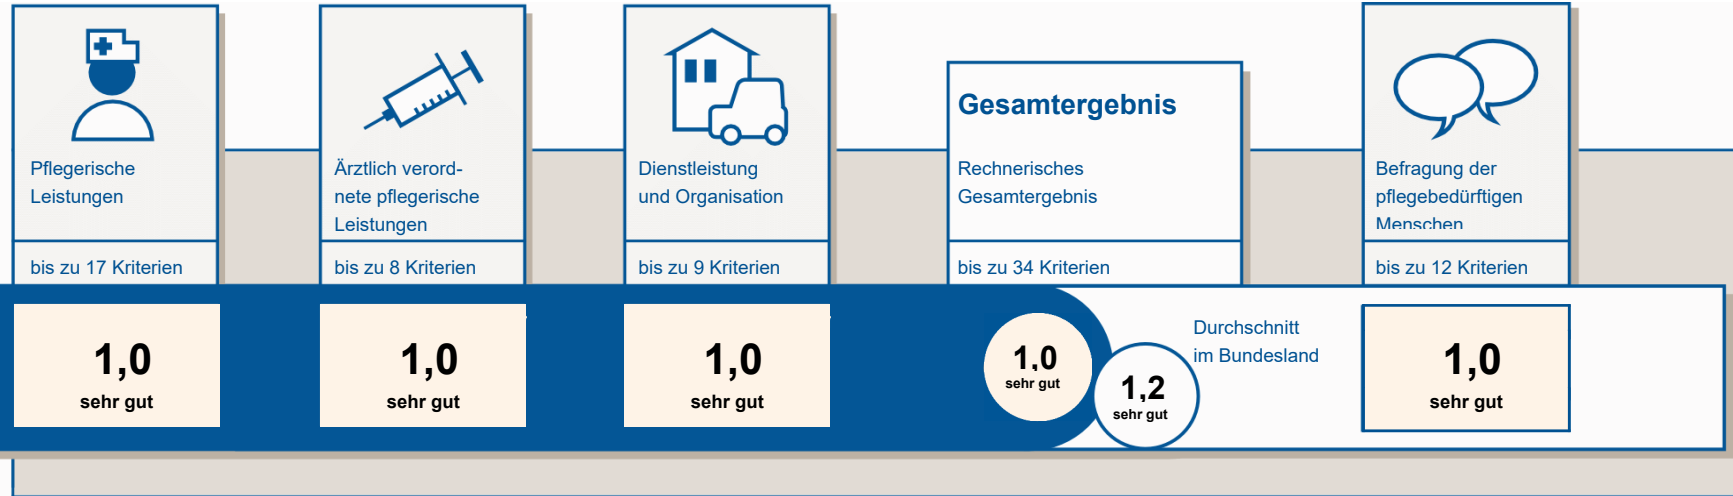 Pflegerische
Leistungen
bis zu 17 Kriterien
1,0
sehr gut
Ärztlich verord-
nete pflegerische
Leistungen
bis zu 8 Kriterien
1,0
sehr gut
Dienstleistung
und Organisation
bis zu 9 Kriterien
1,0
sehr gut
Gesamtergebnis
Rechnerisches
Gesamtergebnis
bis zu 34 Kriterien
1,0
sehr gut
1,2
sehr gut
Durchschnitt
im Bundesland
Befragung der
pflegebedürftigen
Menschen
bis zu 12 Kriterien
1,0
sehr gut